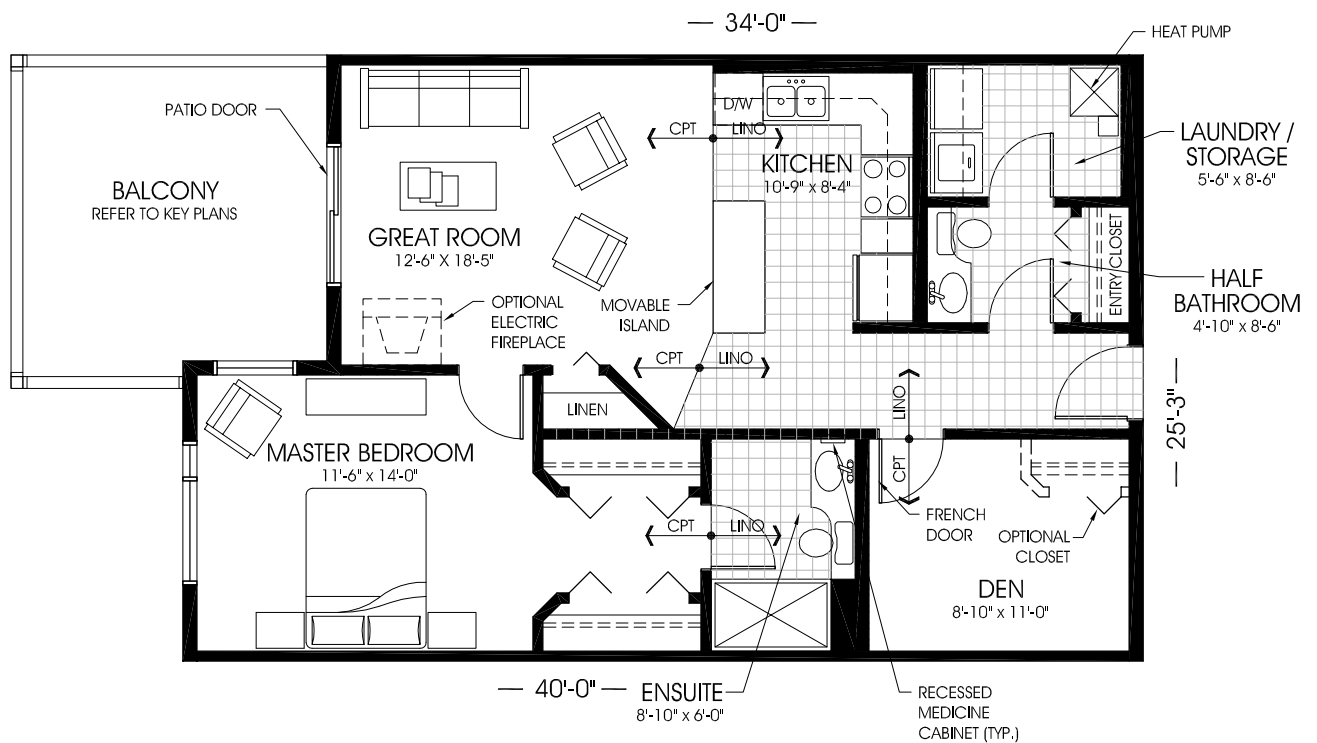 34'-0"
HEAT PUMP
PATIO DOOR
D/W
CPT LINO
LAUNDRY /
STORAGE
5'-6" x 8'-6"
KITCHEN
10'-9" x 8'-4"
BALCONY
REFER TO KEY PLANS
GREAT ROOM
12'-6" X 18'-5"
ENTRY CLOSET
HALF
BATHROOM
4'-10" x 8'-6"
OPTIONAL
ELECTRIC
FIREPLACE
MOVABLE
ISLAND
CPT LINO
LINO
CPT
LINEN
25'-3"
MASTER BEDROOM
11'-6" x 14'-0"
CPT LINO
FRENCH
DOOR
OPTIONAL
CLOSET
DEN
8'-10" x 11'-0"
40'-0"
ENSUITE
8'-10" x 6'-0"
RECESSED
MEDICINE
CABINET (TYP.)